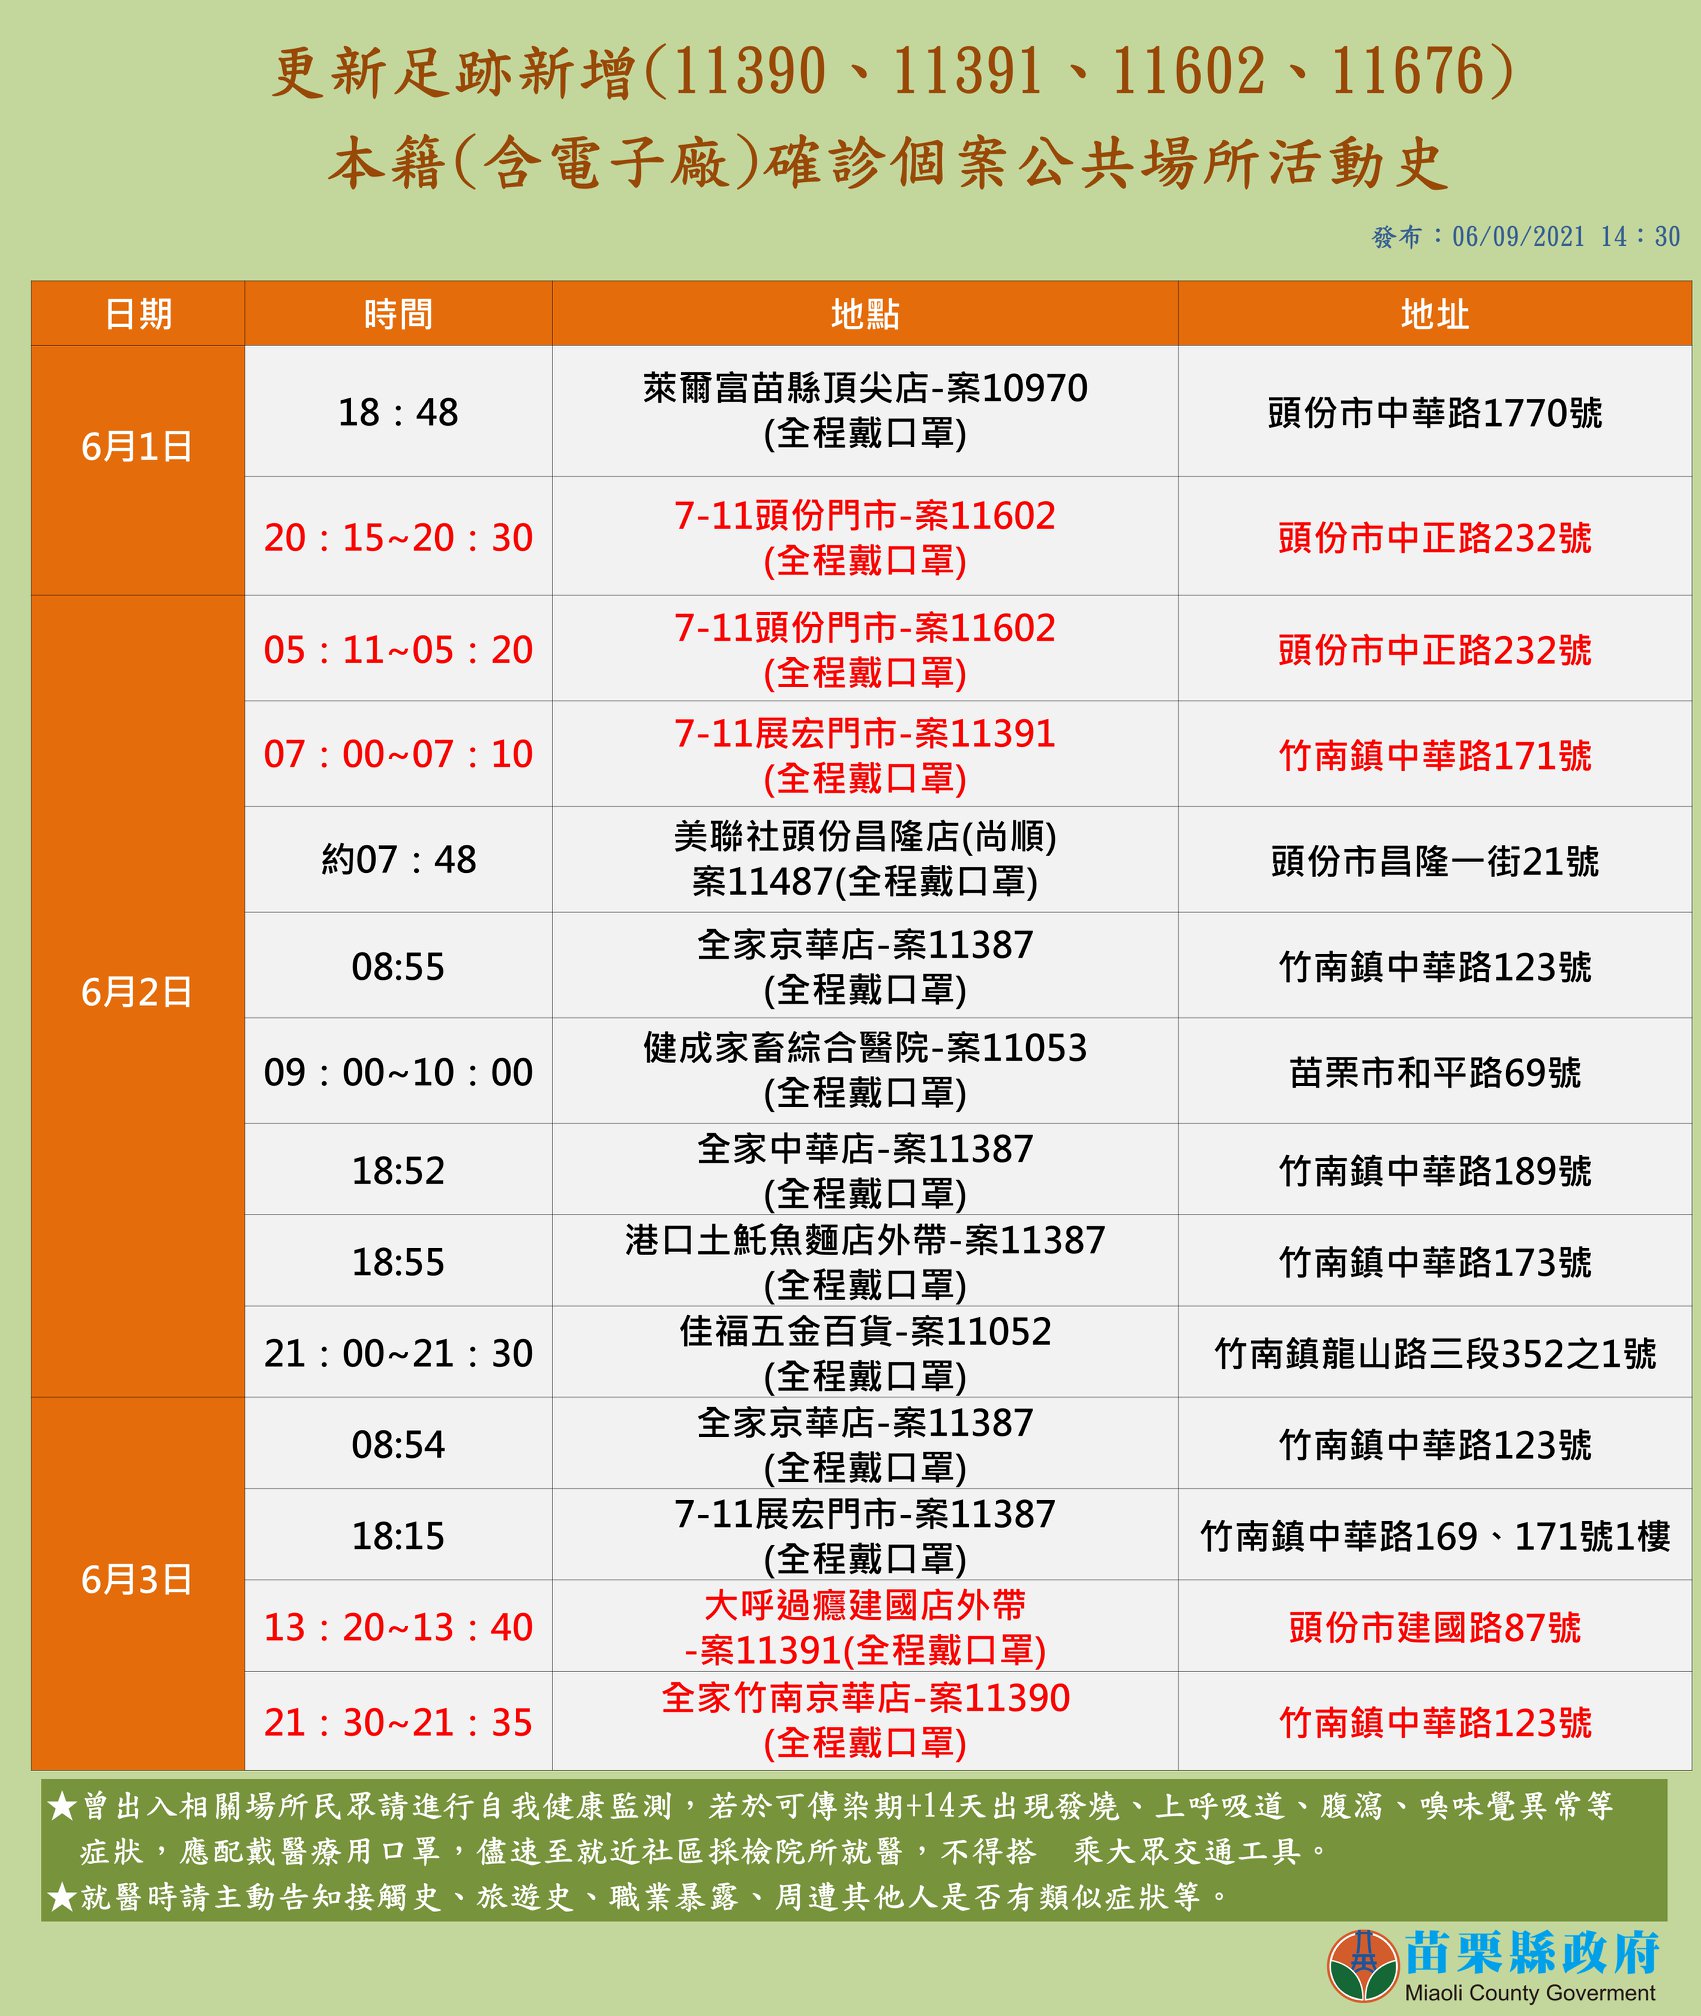 更新足跡新增(11390、11391、11602、11676)
本籍(含電子廠)確診個案公共場所活動史
發布：06/09/2021 14：30
日期 時間 地點 地址
6月1日
18：48
萊爾富苗縣頂尖店-案10970
(全程戴口罩)
頭份市中華路1770號
20：15~20：30
7-11頭份門市-案11602
(全程戴口罩)
頭份市中正路232號
6月2日
05：11~05：20
7-11頭份門市-案11602
(全程戴口罩)
頭份市中正路232號
07：00~07：10
7-11展宏門市-案11391
(全程戴口罩)
竹南鎮中華路171號
約07：48
美聯社頭份昌隆店(尚順)
案11487(全程戴口罩)
頭份市昌隆一街21號
08:55
全家京華店-案11387
(全程戴口罩)
竹南鎮中華路123號
09：00~10：00
健成家畜綜合醫院-案11053
(全程戴口罩)
苗栗市和平路69號
18:52
全家中華店-案11387
(全程戴口罩)
竹南鎮中華路189號
18:55
港口土魠魚麵店外帶-案11387
(全程戴口罩)
竹南鎮中華路173號
21：00~21：30
佳福五金百貨-案11052
(全程戴口罩)
竹南鎮龍山路三段352之1號
6月3日
08:54
全家京華店-案11387
(全程戴口罩)
竹南鎮中華路123號
18:15
7-11展宏門市-案11387
(全程戴口罩)
竹南鎮中華路169、171號1樓
13：20~13：40
大呼過癮建國店外帶
-案11391(全程戴口罩)
頭份市建國路87號
21：30~21：35
全家竹南京華店-案11390
(全程戴口罩)
竹南鎮中華路123號
★曾出入相關場所民眾請進行自我健康監測，若於可傳染期+14天出現發燒、上呼吸道、腹瀉、嗅味覺異常等
症狀，應配戴醫療用口罩，儘速至就近社區採檢院所就醫，不得搭　乘大眾交通工具。
★就醫時請主動告知接觸史、旅遊史、職業暴露、周遭其他人是否有類似症狀等。
苗栗縣政府
Miaoli County Goverment